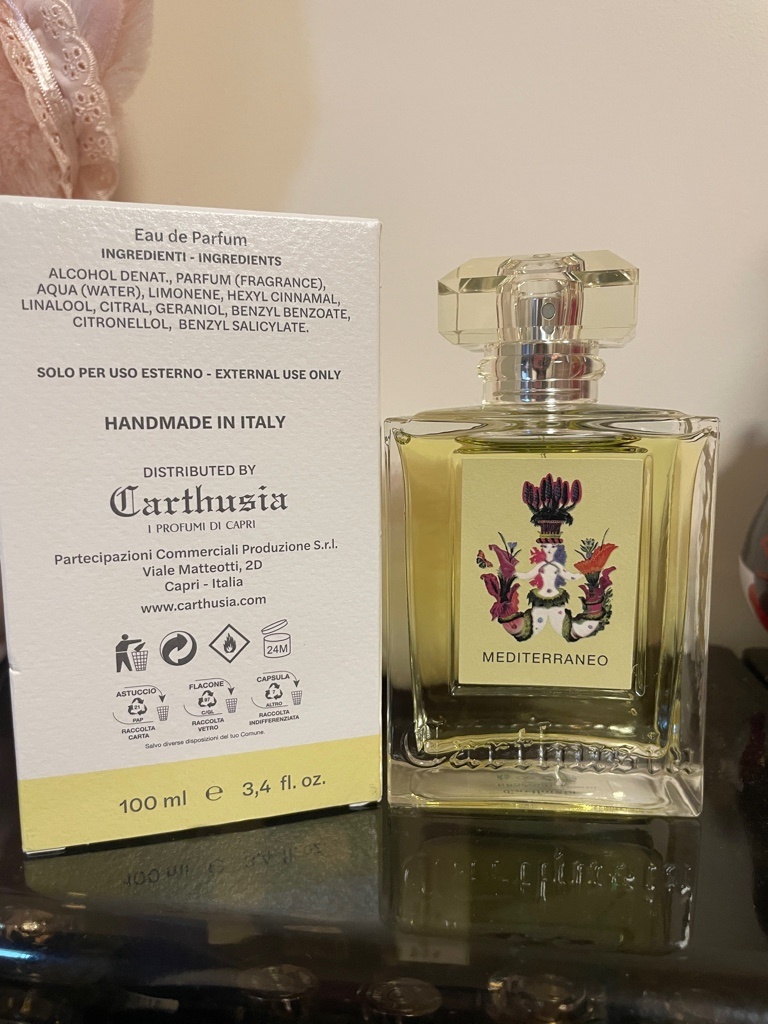 Eau de Parfum
INGREDIENTI - INGREDIENTS
ALCOHOL DENAT., PARFUM (FRAGRANCE),
AQUA (WATER), LIMONENE, HEXYL CINNAMAL,
LINALOOL, CITRAL, GERANIOL, BENZYL BENZOATE,
CITRONELLOL, BENZYL SALICYLATE.
SOLO PER USO ESTERNO - EXTERNAL USE ONLY
HANDMADE IN ITALY
DISTRIBUTED BY
Carthusia
I PROFUMI DI CAPRI
Partecipazioni Commerciali Produzione S.r.l.
Viale Matteotti, 2D
Capri - Italia
www.carthusia.com
24M
ASTUCCIO
21
PAP
RACCOLTA
CARTA
FLACONE
C/GL
RACCOLTA
VETRO
CAPSULA
7
ALTRO
RACCOLTA
INDIFFERENZIATA
Salvo diverse disposizioni del tuo Comune.
100 ml e 3,4 fl. oz.
MEDITERRANEO
Carthusia